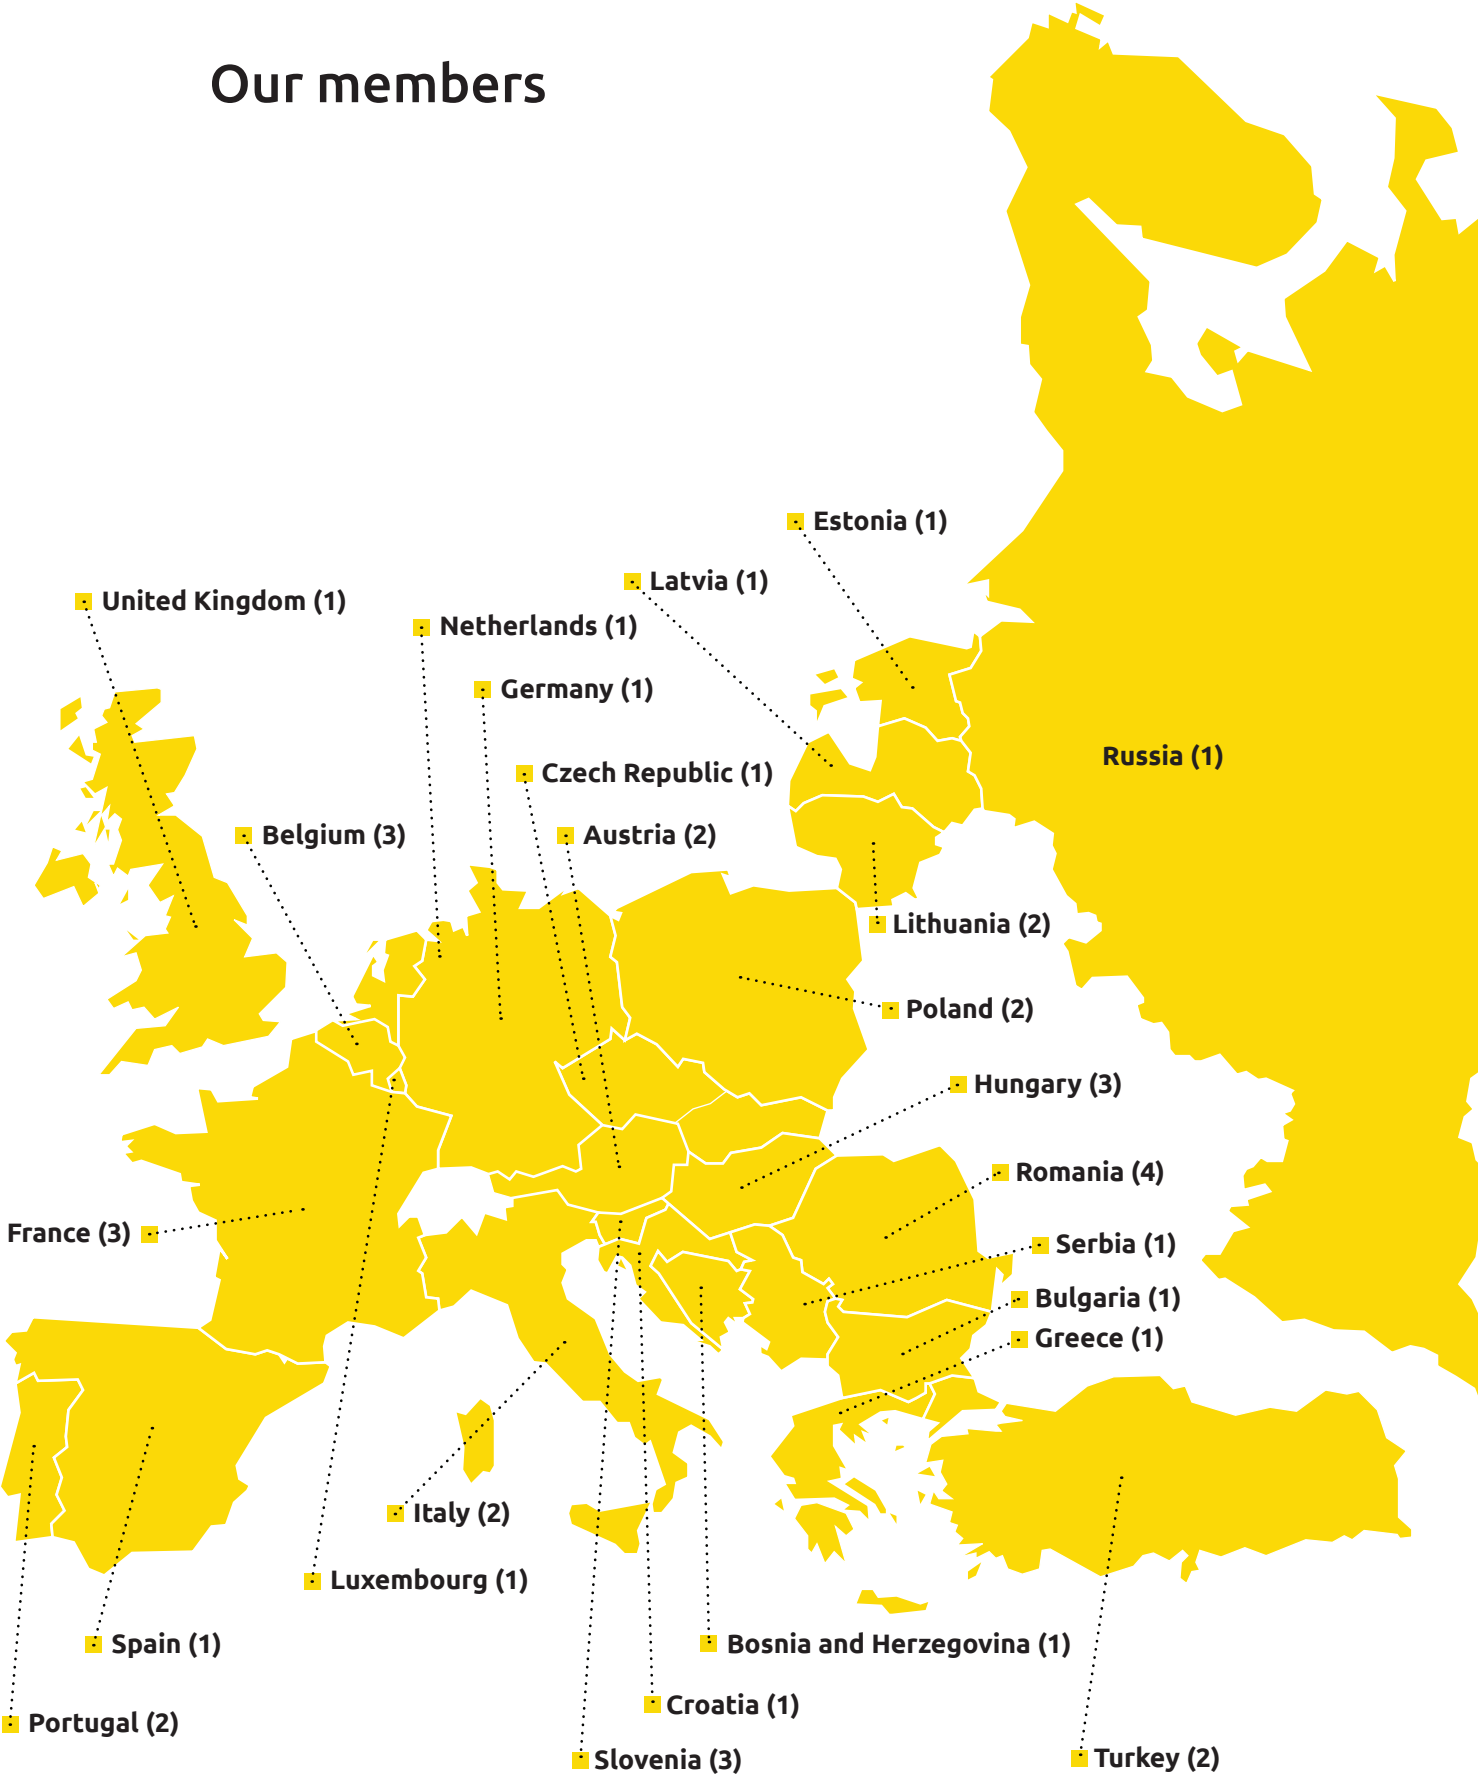 Our members
Estonia (1)
Latvia (1)
United Kingdom (1)
Netherlands (1)
Germany (1)
Russia (1)
Czech Republic (1)
Belgium (3)
Austria (2)
Lithuania (2)
Poland (2)
Hungary (3)
Romania (4)
France (3)
Serbia (1)
Bulgaria (1)
Greece (1)
Italy (2)
Luxembourg (1)
Spain (1)
Bosnia and Herzegovina (1)
Croatia (1)
Portugal (2)
Slovenia (3)
Turkey (2)